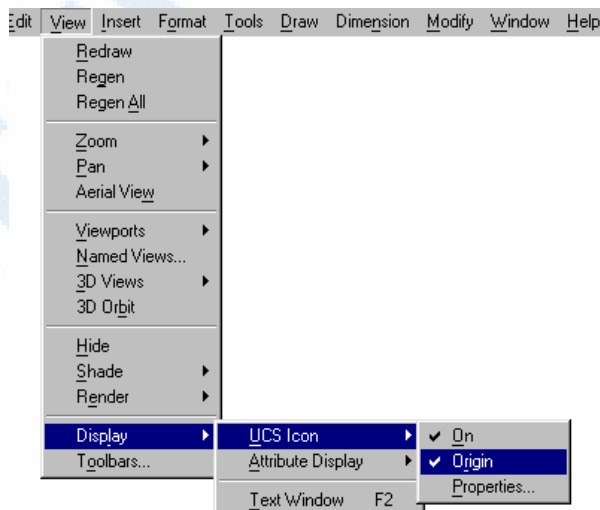 Edit View Insert Format Tools Draw Dimension Modify Window Help
Redraw
Regen
Regen All
Zoom
Pan
Aerial View
Viewports
Named Views...
3D Views
3D Orbit
Hide
Shade
Render
Display UCS Icon On
Toolbars... Attribute Display Origin
Properties...
Text Window F2